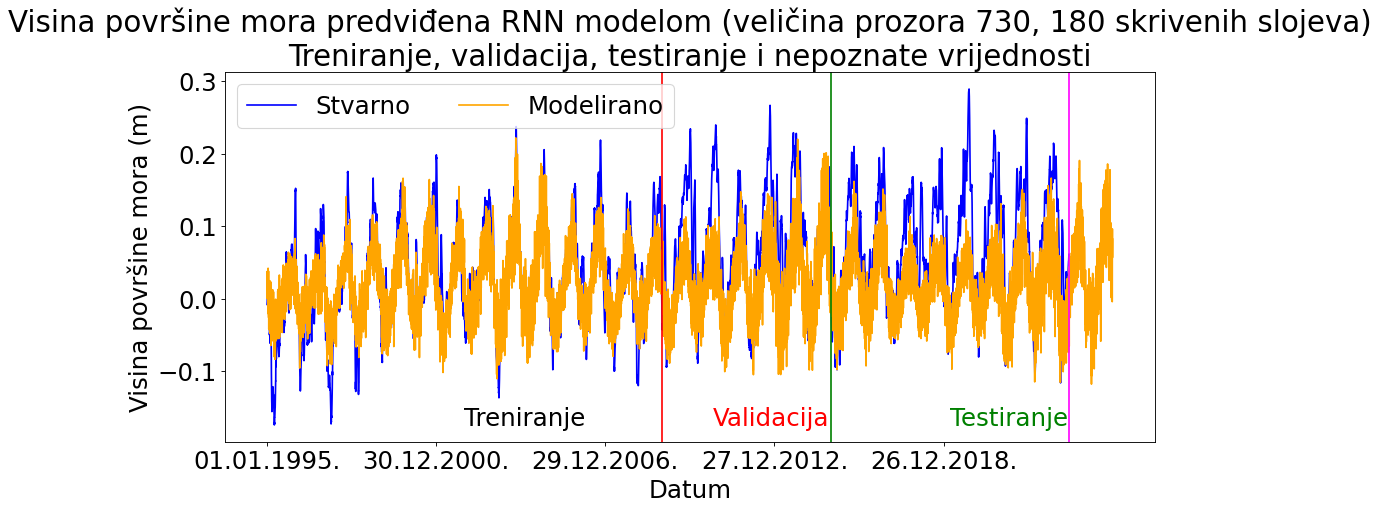 Visina površine mora predviđena RNN modelom (veličina prozora 730, 180 skrivenih slojeva)
Treniranje, validacija, testiranje i nepoznate vrijednosti
Stvarno Modelirano
Visina površine mora (m)
0.3
0.2
0.1
0.0
−0.1
Treniranje Validacija Testiranje
01.01.1995. 30.12.2000. 29.12.2006. 27.12.2012. 26.12.2018.
Datum